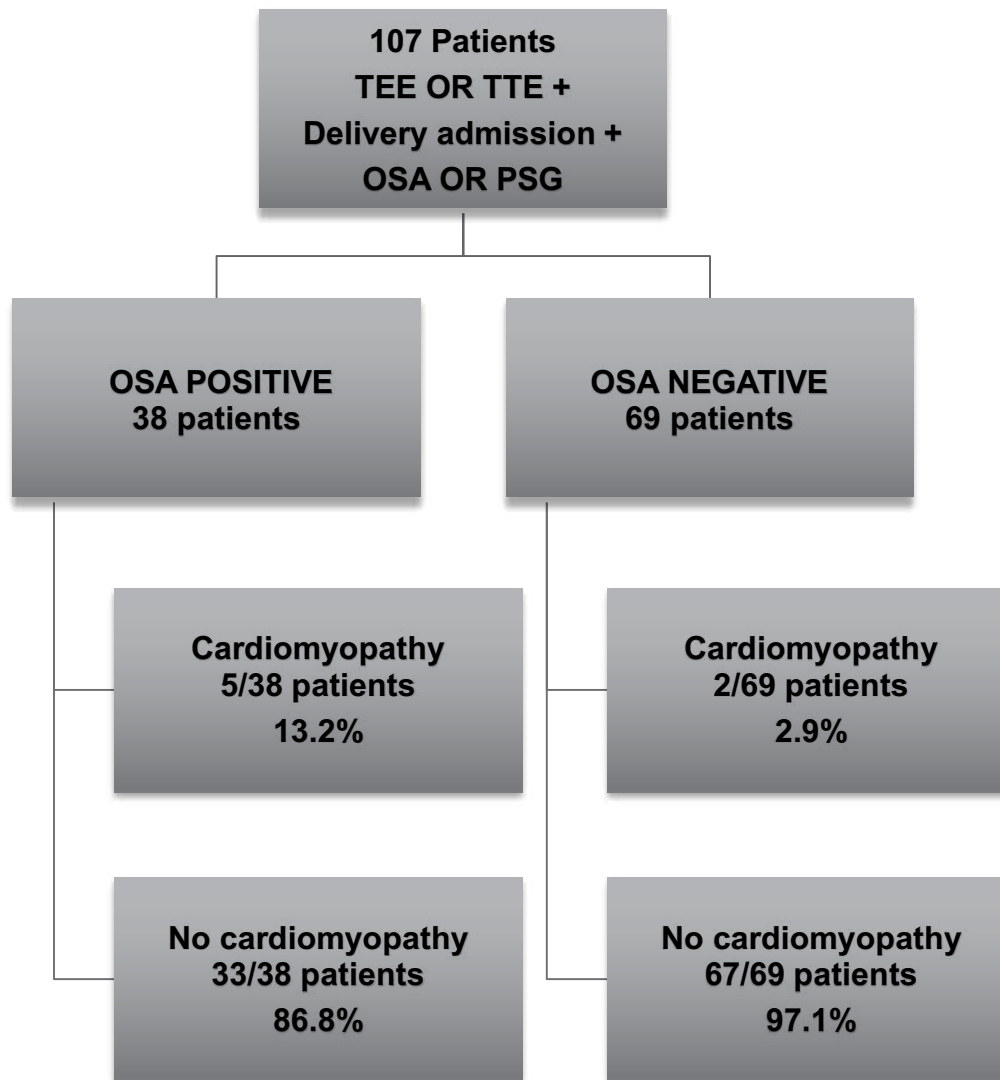 107 Patients
TEE OR TTE +
Delivery admission +
OSA OR PSG
OSA POSITIVE
38 patients
OSA NEGATIVE
69 patients
Cardiomyopathy
5/38 patients
13.2%
Cardiomyopathy
2/69 patients
2.9%
No cardiomyopathy
33/38 patients
86.8%
No cardiomyopathy
67/69 patients
97.1%